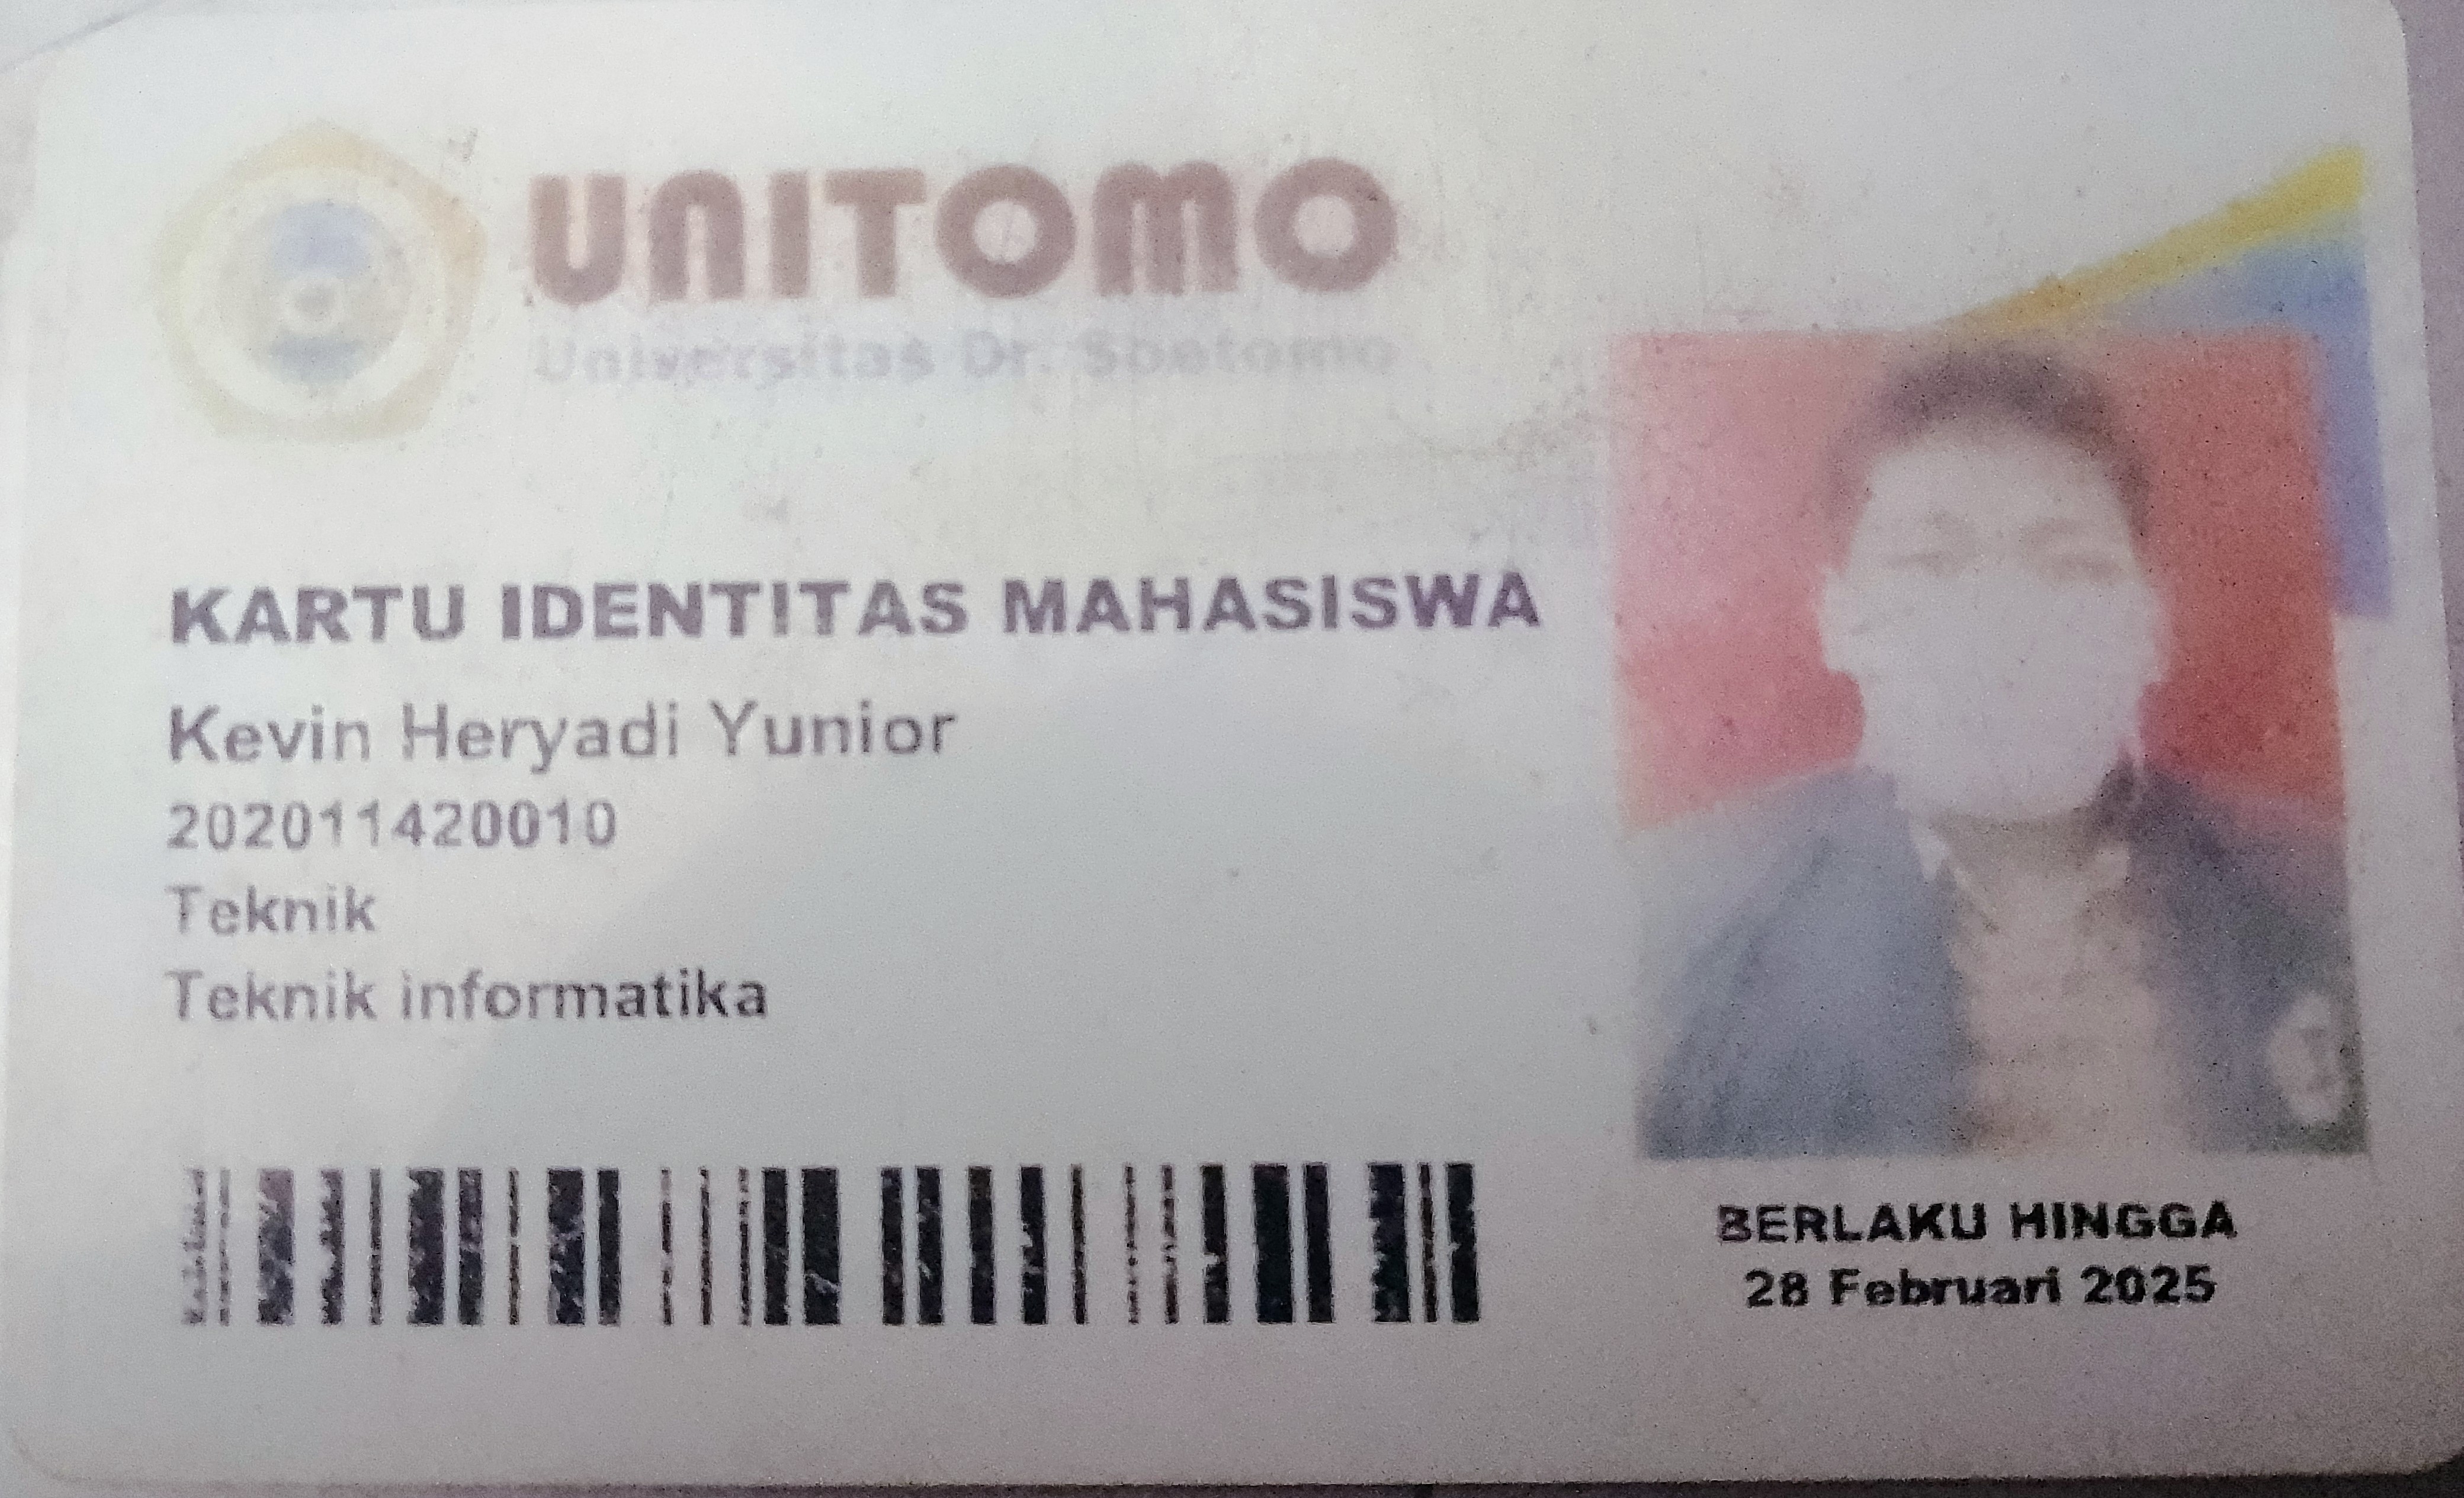 UNITOMO
Universitas Dr. Soetomo
KARTU IDENTITAS MAHASISWA
Kevin Heryadi Yunior
202011420010
Teknik
Teknik informatika
BERLAKU HINGGA
28 Februari 2025